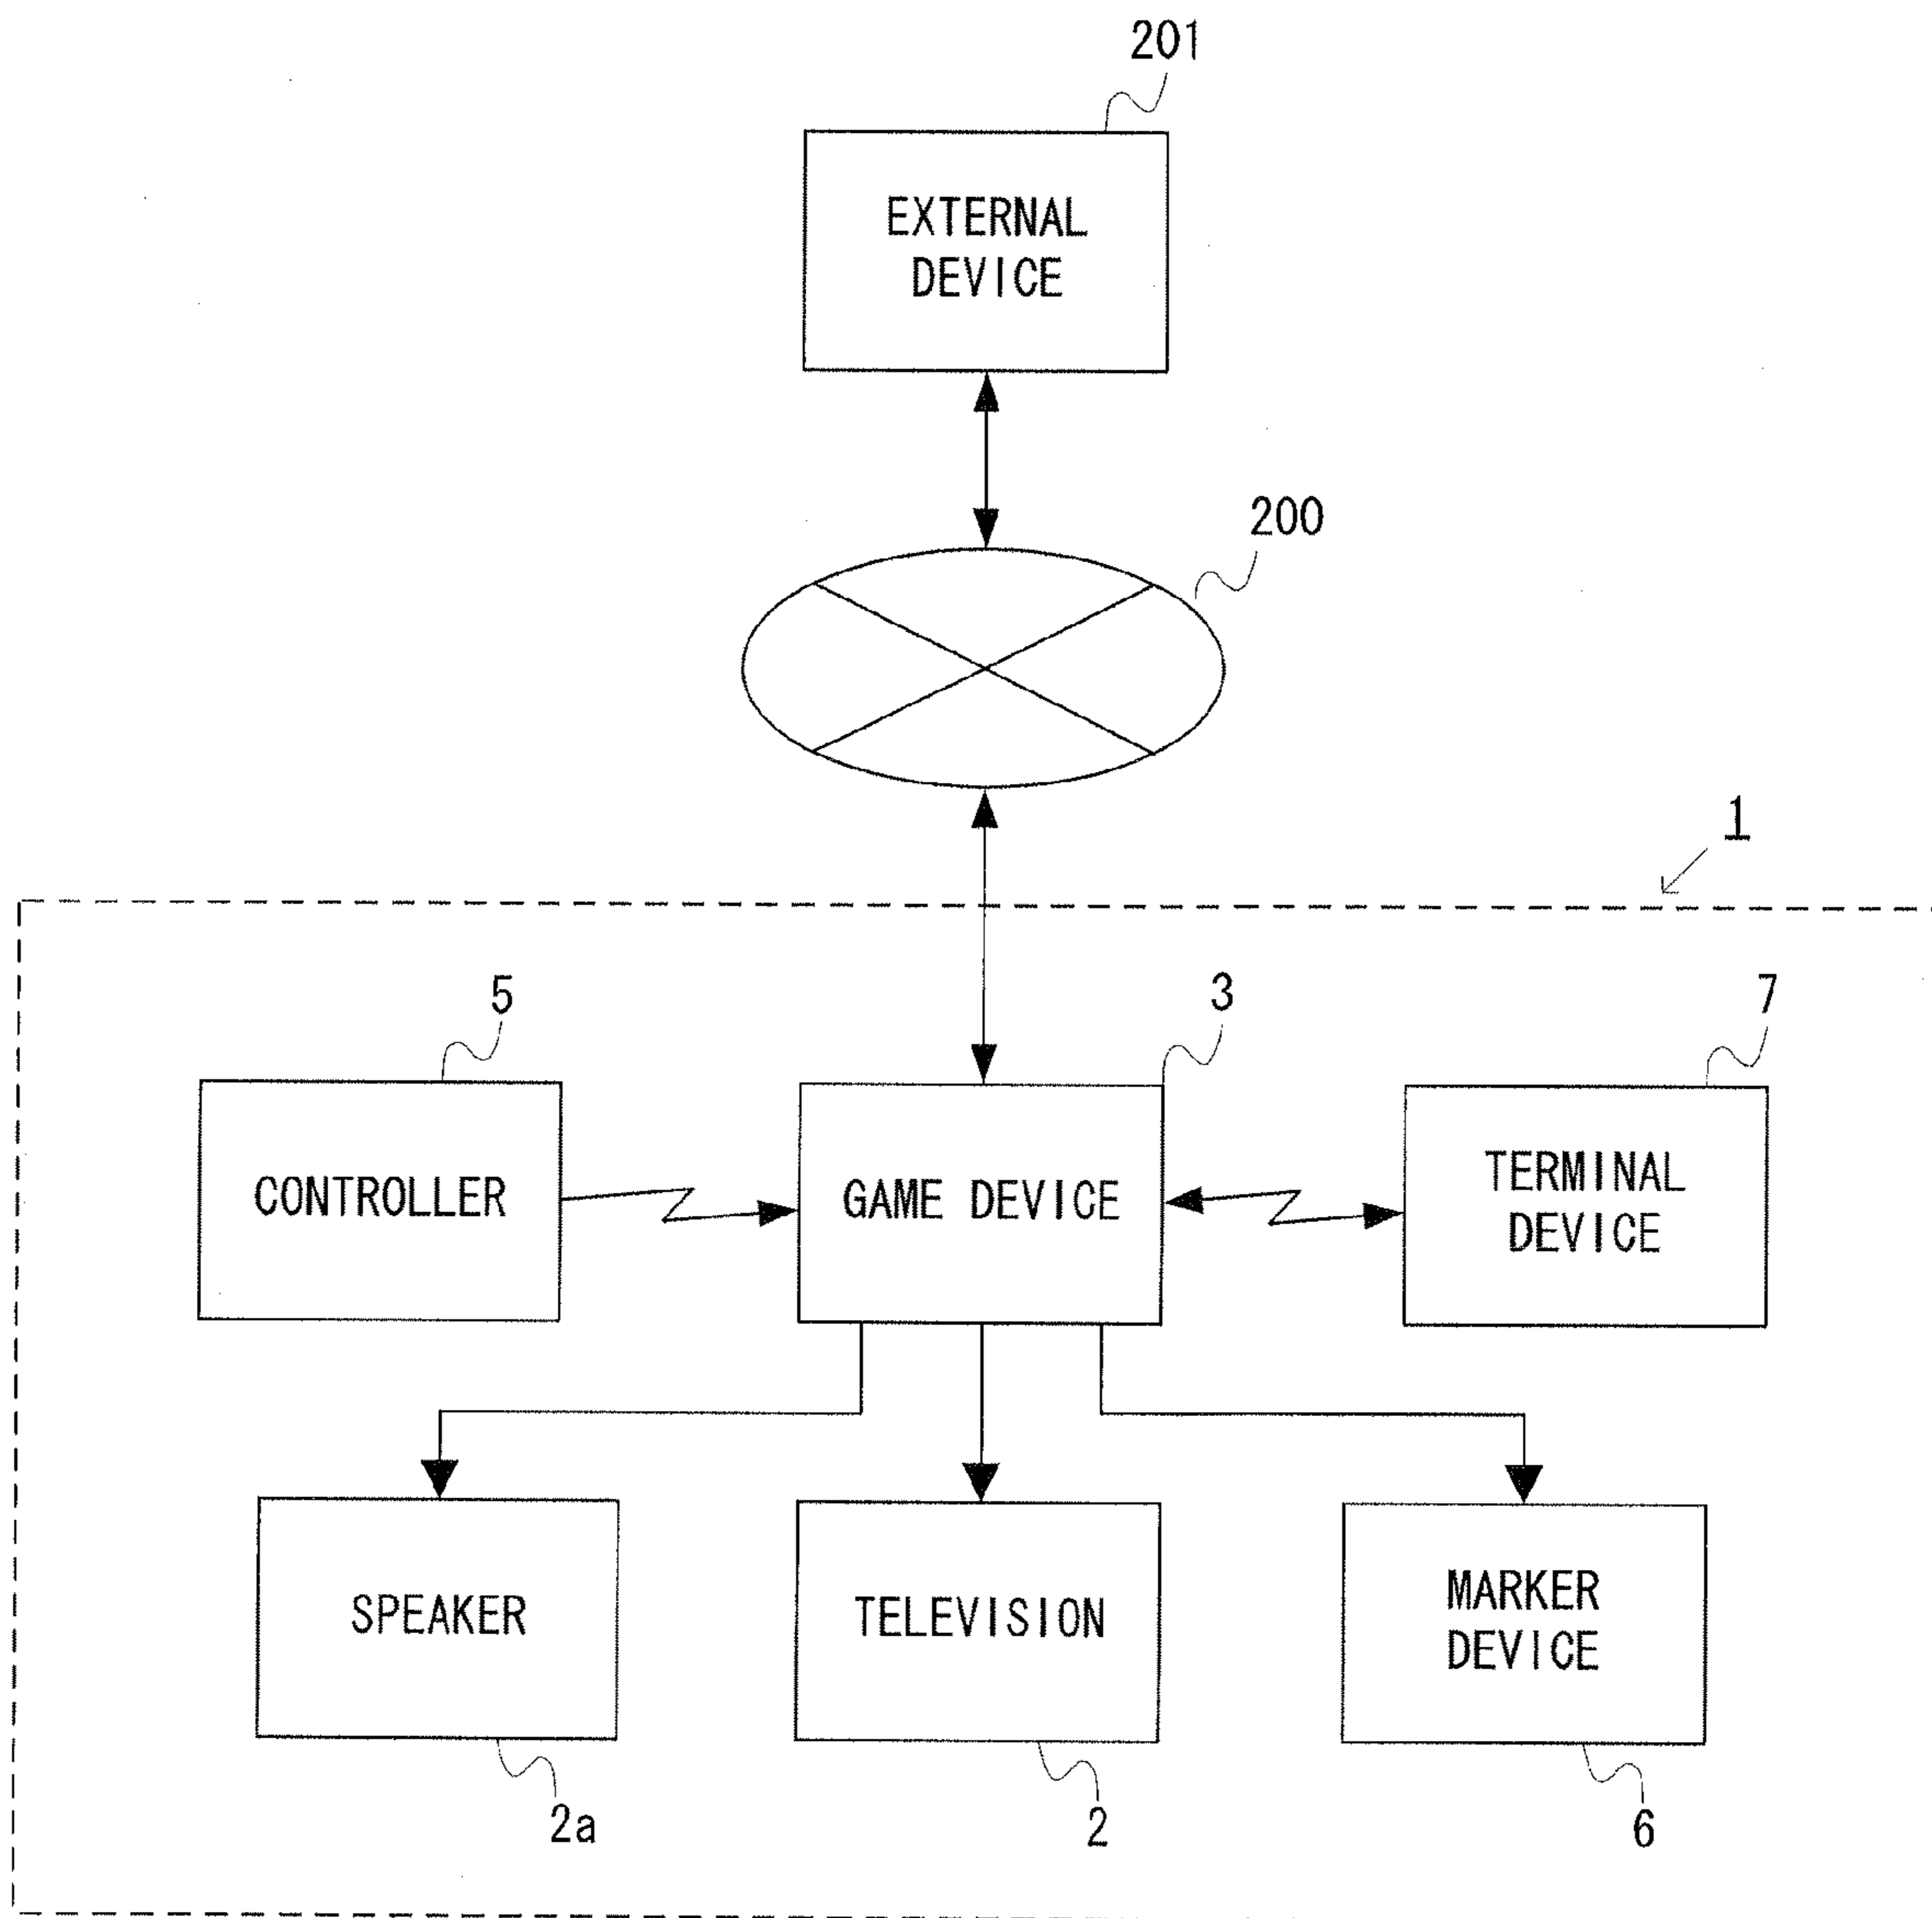 201
EXTERNAL
DEVICE
200
1
5
3
7
CONTROLLER
GAME DEVICE
TERMINAL
DEVICE
SPEAKER
TELEVISION
MARKER
DEVICE
2a
2
6